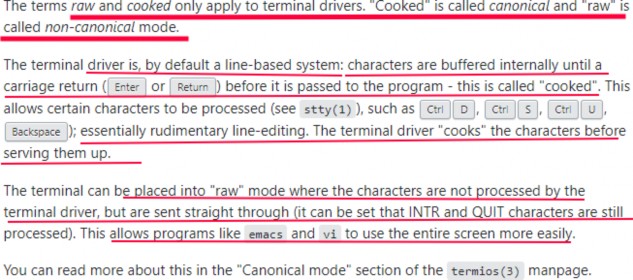 The terms raw and cooked only apply to terminal drivers. "Cooked" is called canonical and "raw" is
called non-canonical mode.
The terminal driver is, by default a line-based system: characters are buffered internally until a
carriage return ( Enter or Return ) before it is passed to the program - this is called "cooked". This
allows certain characters to be processed (see stty(1) ), such as Ctrl D , Ctrl S , Ctrl U ,
Backspace ); essentially rudimentary line-editing. The terminal driver "cooks" the characters before
serving them up.
The terminal can be placed into "raw" mode where the characters are not processed by the
terminal driver, but are sent straight through (it can be set that INTR and QUIT characters are still
processed). This allows programs like emacs and vi to use the entire screen more easily.
You can read more about this in the "Canonical mode" section of the termios(3) manpage.